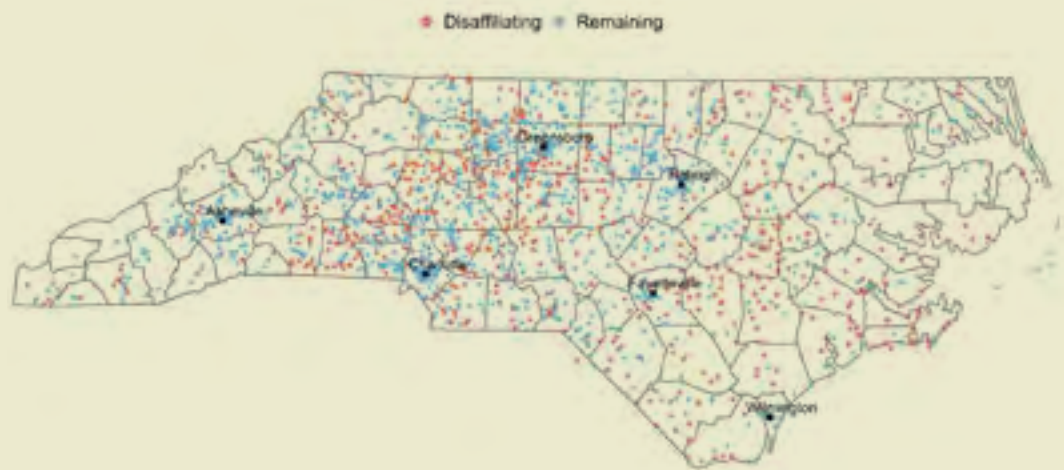 Disaffiliating Remaining
Greensboro
Raleigh
Asheville
Charlotte
Fayetteville
Wilmington